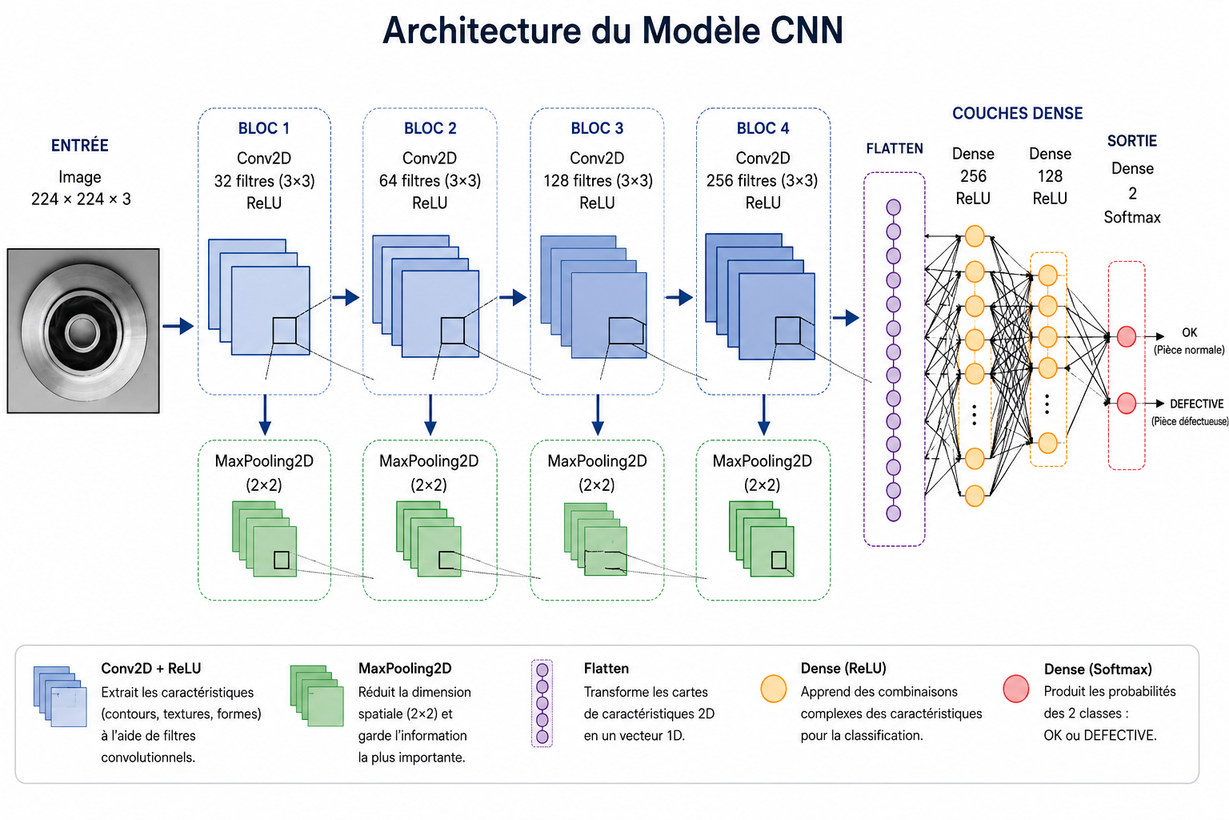 Architecture du Modèle CNN
ENTRÉE
Image
224 × 224 × 3
BLOC 1
Conv2D
32 filtres (3×3)
ReLU
BLOC 2
Conv2D
64 filtres (3×3)
ReLU
BLOC 3
Conv2D
128 filtres (3×3)
ReLU
BLOC 4
Conv2D
256 filtres (3×3)
ReLU
MaxPooling2D
(2×2)
MaxPooling2D
(2×2)
MaxPooling2D
(2×2)
MaxPooling2D
(2×2)
FLATTEN
COUCHES DENSE
Dense
256
ReLU
Dense
128
ReLU
SORTIE
Dense
2
Softmax
OK
(Pièce normale)
DEFECTIVE
(Pièce défectueuse)
Conv2D + ReLU
Extrait les caractéristiques
(contours, textures, formes)
à l'aide de filtres
convolutionnels.
MaxPooling2D
Réduit la dimension
spatiale (2×2) et
garde l'information
la plus importante.
Flatten
Transforme les cartes
de caractéristiques 2D
en un vecteur 1D.
Dense (ReLU)
Apprend des combinaisons
complexes des caractéristiques
pour la classification.
Dense (Softmax)
Produit les probabilités
des 2 classes :
OK ou DEFECTIVE.